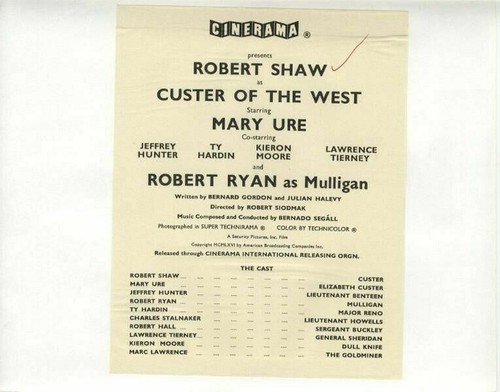 CINERAMA ®
presents
ROBERT SHAW
as
CUSTER OF THE WEST
Starring
MARY URE
Co-starring
JEFFREY HUNTER TY HARDIN KIERON MOORE LAWRENCE TIERNEY
and
ROBERT RYAN as Mulligan
Written by BERNARD GORDON and JULIAN HALEVY
Directed by ROBERT SIODMAK
Music Composed and Conducted by BERNADO SEGÁLL
Photographed in SUPER TECHNIRAMA ® COLOR BY TECHNICOLOR ®
A Security Pictures, Inc. Film
Copyright MCMLXVI by American Broadcasting Companies Inc.
Released through CINERAMA INTERNATIONAL RELEASING ORGN.
THE CAST
ROBERT SHAW ... CUSTER
MARY URE ... ELIZABETH CUSTER
JEFFREY HUNTER ... LIEUTENANT BENTEEN
ROBERT RYAN ... MULLIGAN
TY HARDIN ... MAJOR RENO
CHARLES STALNAKER ... LIEUTENANT HOWELLS
ROBERT HALL ... SERGEANT BUCKLEY
LAWRENCE TIERNEY ... GENERAL SHERIDAN
KIERON MOORE ... DULL KNIFE
MARC LAWRENCE ... THE GOLDMINER